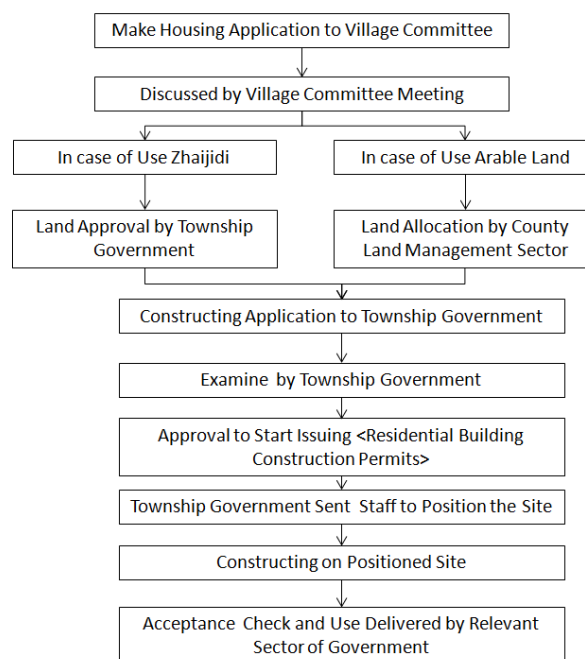 Make Housing Application to Village Committee
Discussed by Village Committee Meeting
In case of Use Zhaijidi
In case of Use Arable Land
Land Approval by Township
Government
Land Allocation by County
Land Management Sector
Constructing Application to Township Government
Examine by Township Government
Approval to Start Issuing <Residential Building
Construction Permits>
Township Government Sent Staff to Position the Site
Constructing on Positioned Site
Acceptance Check and Use Delivered by Relevant
Sector of Government